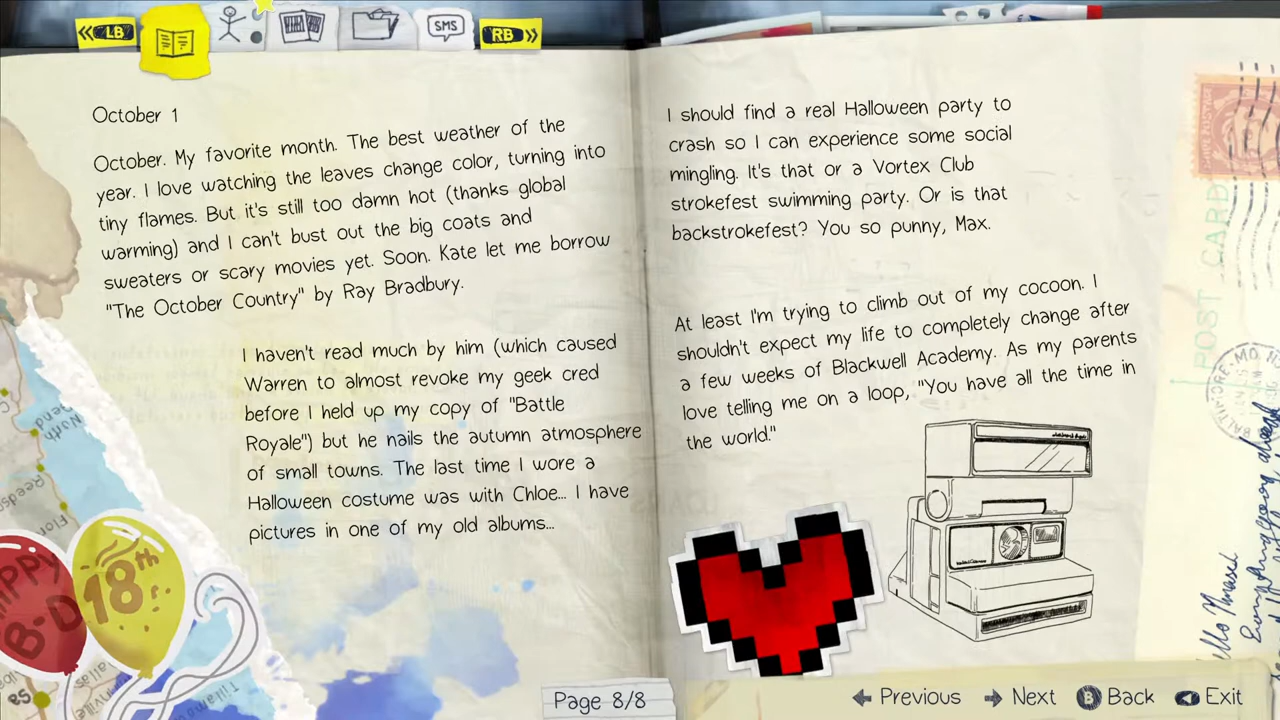 LB
SMS
RB
October 1
October. My favorite month. The best weather of the
year. I love watching the leaves change color, turning into
tiny flames. But it's still too damn hot (thanks global
warming) and I can't bust out the big coats and
sweaters or scary movies yet. Soon. Kate let me borrow
"The October Country" by Ray Bradbury.
I haven't read much by him (which caused
Warren to almost revoke my geek cred
before I held up my copy of "Battle
Royale") but he nails the autumn atmosphere
of small towns. The last time I wore a
Halloween costume was with Chloe... I have
pictures in one of my old albums...
I should find a real Halloween party to
crash so I can experience some social
mingling. It's that or a Vortex Club
strokefest swimming party. Or is that
backstrokefest? You so punny, Max.
At least I'm trying to climb out of my cocoon. I
shouldn't expect my life to completely change after
a few weeks of Blackwell Academy. As my parents
love telling me on a loop, "You have all the time in
the world."
B-D
18th
North
Bend
POST CARD
Page 8/8
Previous
Next
B Back
Exit